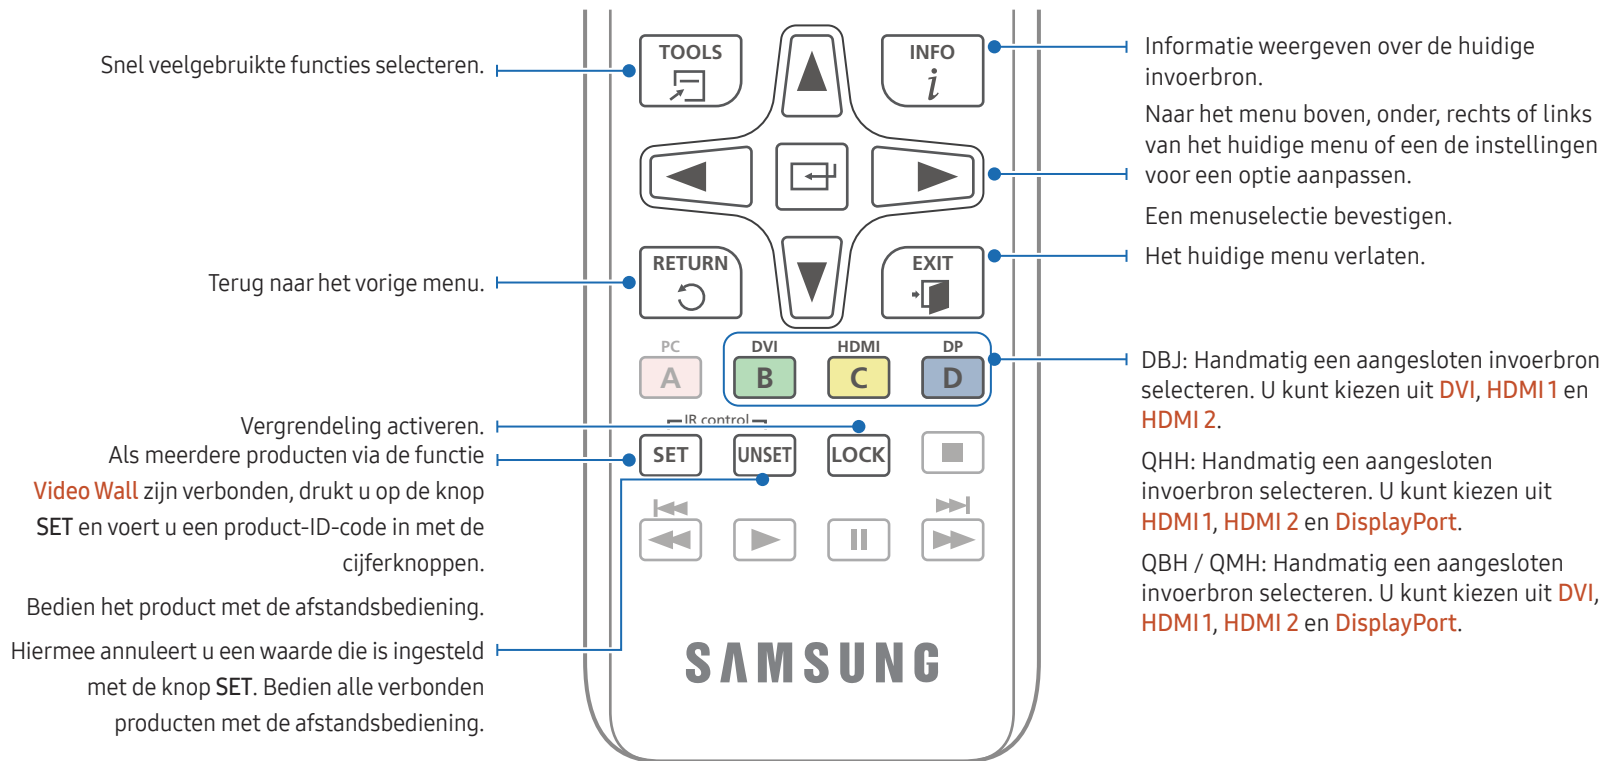 Snel veelgebruikte functies selecteren.
Terug naar het vorige menu.
Vergrendeling activeren.
Als meerdere producten via de functie
Video Wall zijn verbonden, drukt u op de knop
SET en voert u een product-ID-code in met de
cijferknoppen.
Bedien het product met de afstandsbediening.
Hiermee annuleert u een waarde die is ingesteld
met de knop SET. Bedien alle verbonden
producten met de afstandsbediening.
TOOLS
INFO
i
RETURN
EXIT
PC
DVI
HDMI
DP
A
B
C
D
IR control
SET
UNSET
LOCK
SAMSUNG
Informatie weergeven over de huidige
invoerbron.
Naar het menu boven, onder, rechts of links
van het huidige menu of een de instellingen
voor een optie aanpassen.
Een menuselectie bevestigen.
Het huidige menu verlaten.
DBJ: Handmatig een aangesloten invoerbron
selecteren. U kunt kiezen uit DVI, HDMI 1 en
HDMI 2.
QHH: Handmatig een aangesloten
invoerbron selecteren. U kunt kiezen uit
HDMI 1, HDMI 2 en DisplayPort.
QBH / QMH: Handmatig een aangesloten
invoerbron selecteren. U kunt kiezen uit DVI,
HDMI 1, HDMI 2 en DisplayPort.